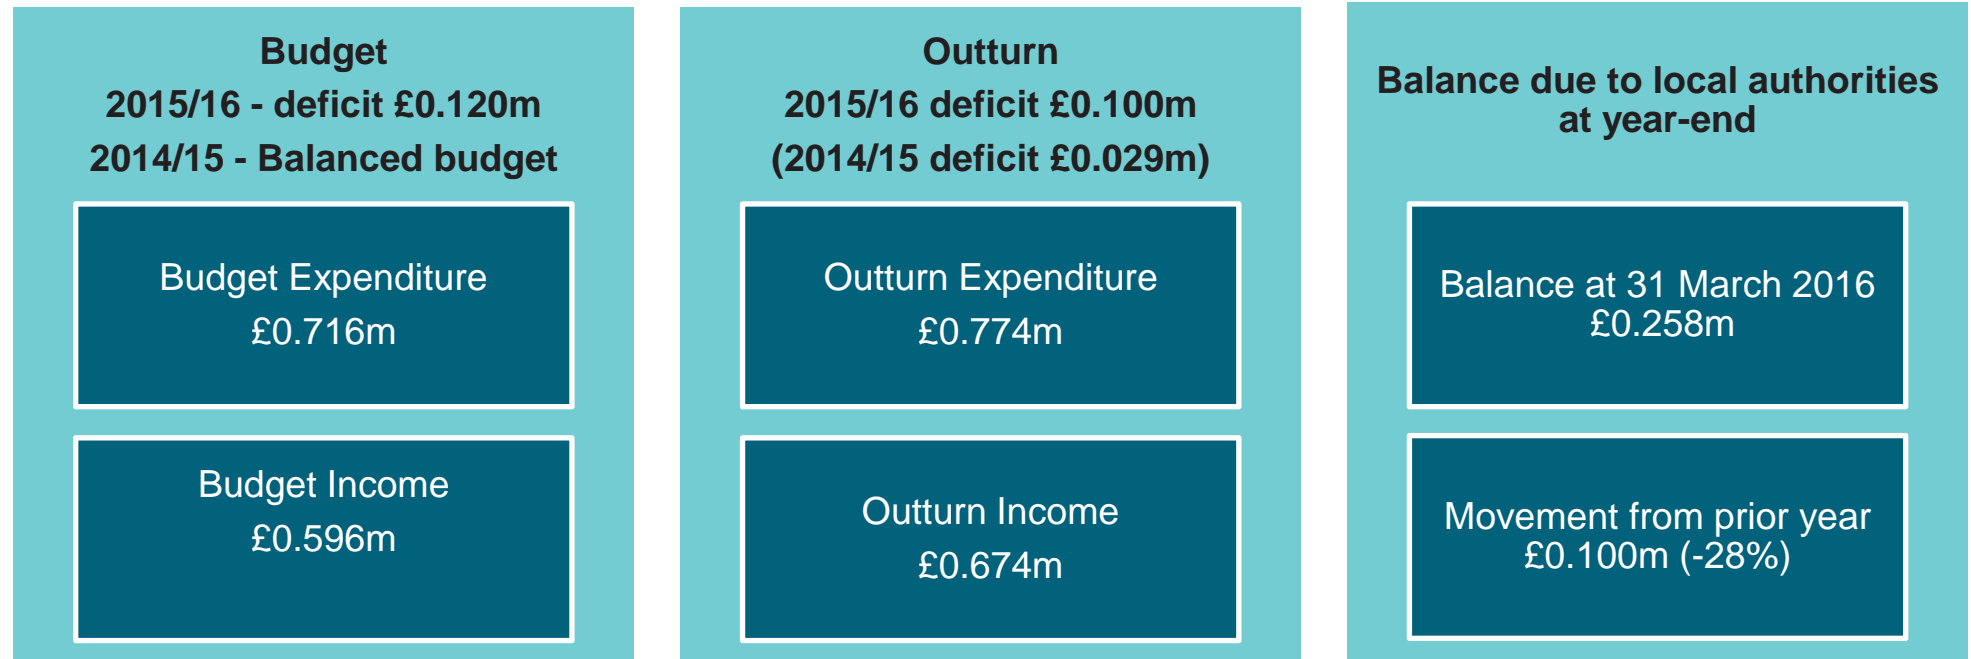 Budget
2015/16 - deficit £0.120m
2014/15 - Balanced budget
Budget Expenditure
£0.716m
Budget Income
£0.596m
Outturn
2015/16 deficit £0.100m
(2014/15 deficit £0.029m)
Outturn Expenditure
£0.774m
Outturn Income
£0.674m
Balance due to local authorities
at year-end
Balance at 31 March 2016
£0.258m
Movement from prior year
£0.100m (-28%)